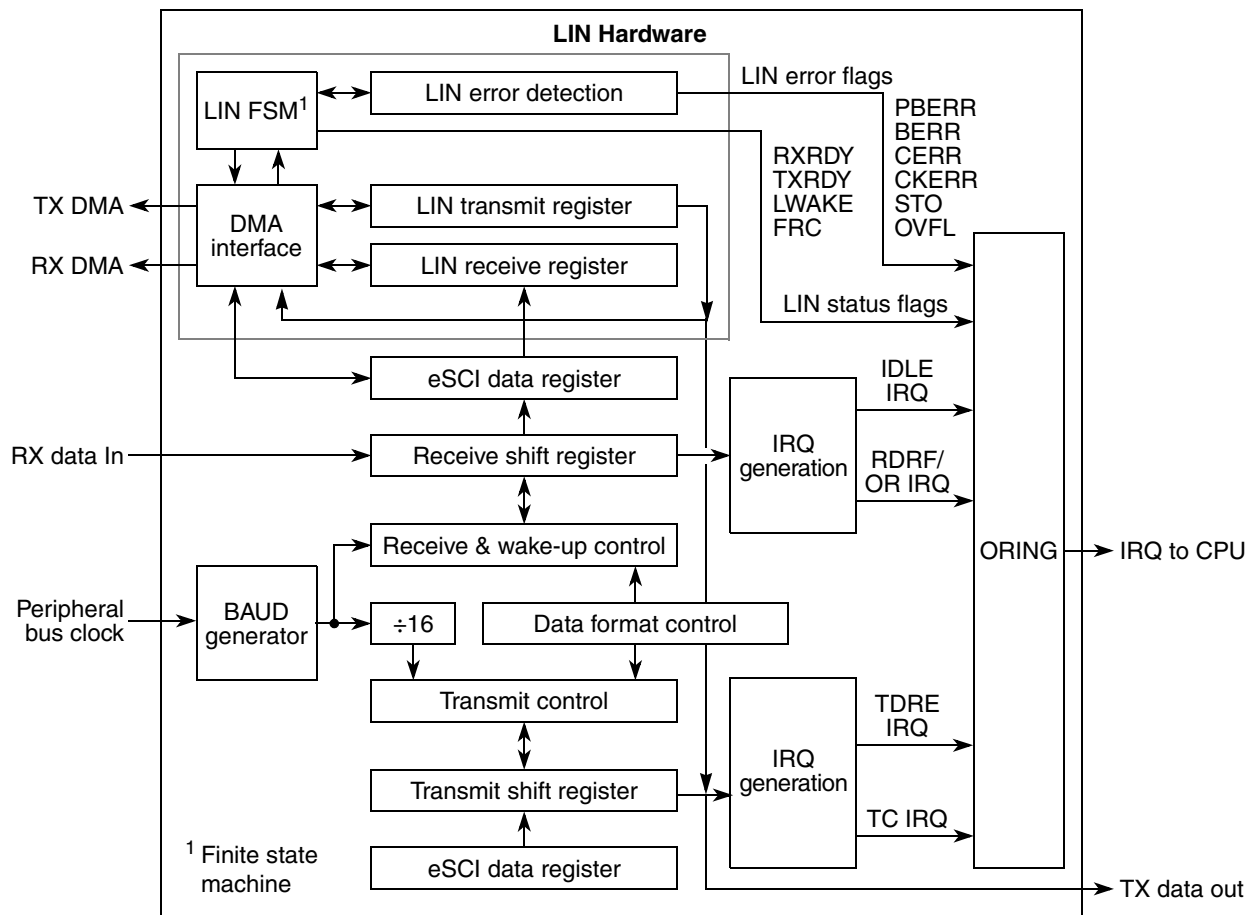 LIN Hardware
LIN error flags
LIN FSM1
LIN error detection
PBERR
BERR
CERR
CKERR
STO
OVFL
RXRDY
TXRDY
LWAKE
FRC
TX DMA
RX DMA
DMA
interface
LIN transmit register
LIN receive register
LIN status flags
eSCI data register
IDLE
IRQ
RX data In
Receive shift register
IRQ
generation
RDRF/
OR IRQ
Receive & wake-up control
ORING
IRQ to CPU
Peripheral
bus clock
BAUD
generator
÷16
Data format control
Transmit control
TDRE
IRQ
IRQ
generation
Transmit shift register
TC IRQ
1 Finite state
machine
eSCI data register
TX data out